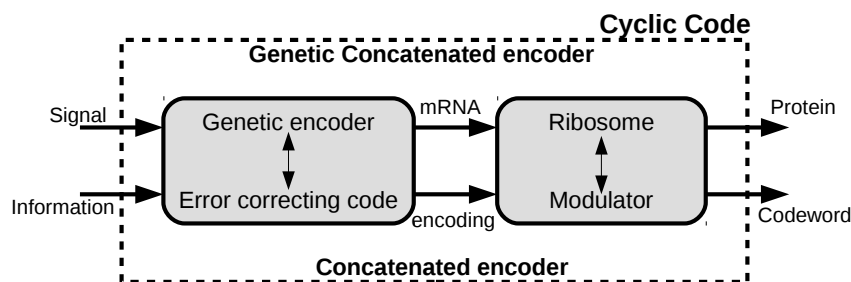 Cyclic Code
Genetic Concatenated encoder
Signal
Genetic encoder
mRNA
Ribosome
Protein
Information
Error correcting code
encoding
Modulator
Codeword
Concatenated encoder